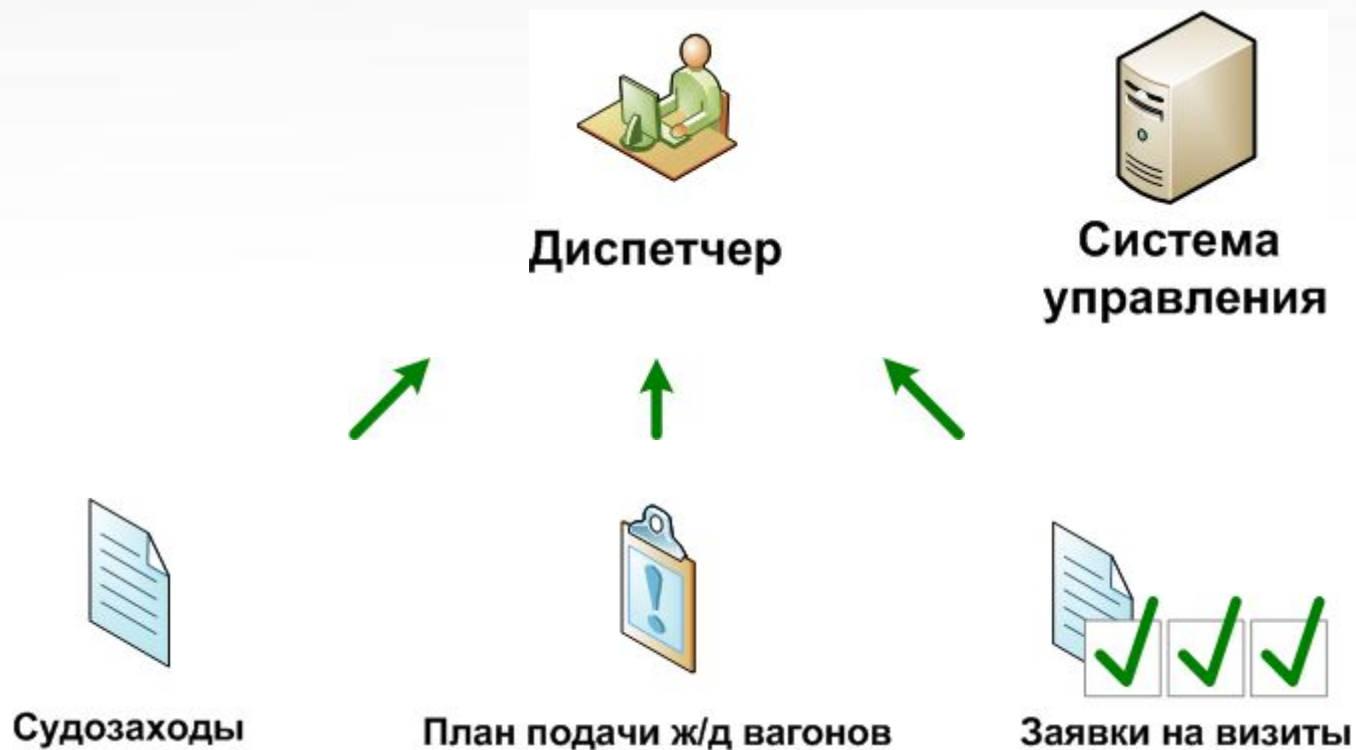 Диспетчер
Система
управления
Судозаходы
План подачи ж/д вагонов
Заявки на визиты